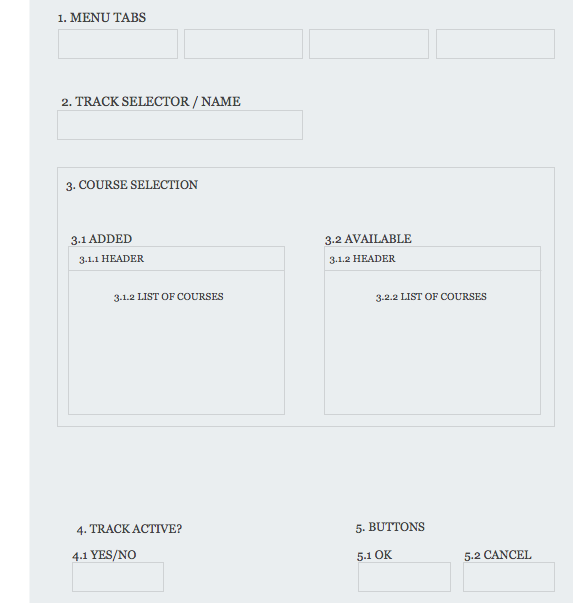 1. MENU TABS
2. TRACK SELECTOR / NAME
3. COURSE SELECTION
3.1 ADDED
3.2 AVAILABLE
3.1.1 HEADER
3.1.2 HEADER
3.1.2 LIST OF COURSES
3.2.2 LIST OF COURSES
4. TRACK ACTIVE?
5. BUTTONS
4.1 YES/NO
5.1 OK
5.2 CANCEL